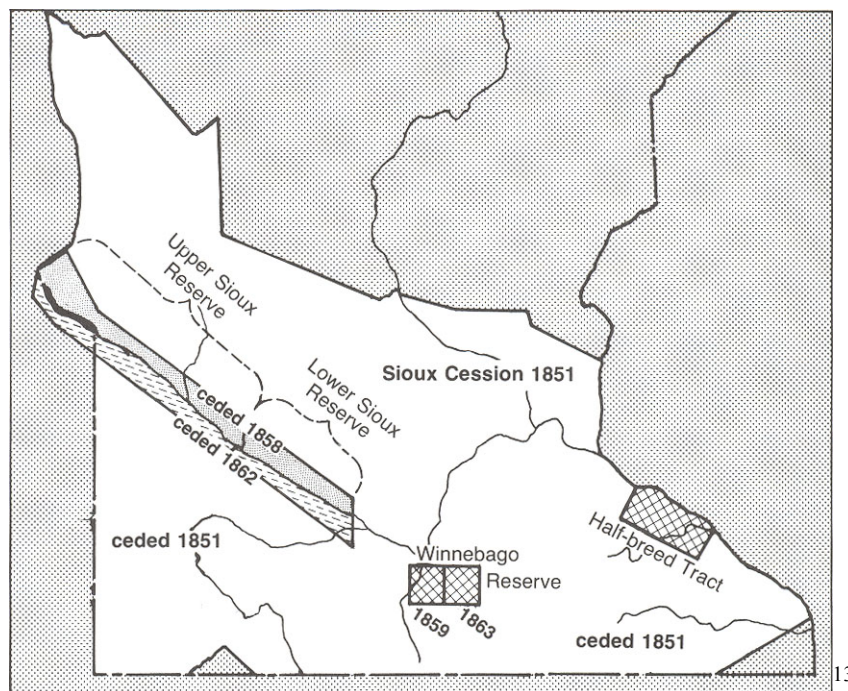 Upper Sioux
Reserve
Lower Sioux
Reserve
Sioux Cession 1851
ceded 1858
ceded 1862
ceded 1851
Winnebago
Reserve
1859
1863
Half-breed Tract
ceded 1851
13